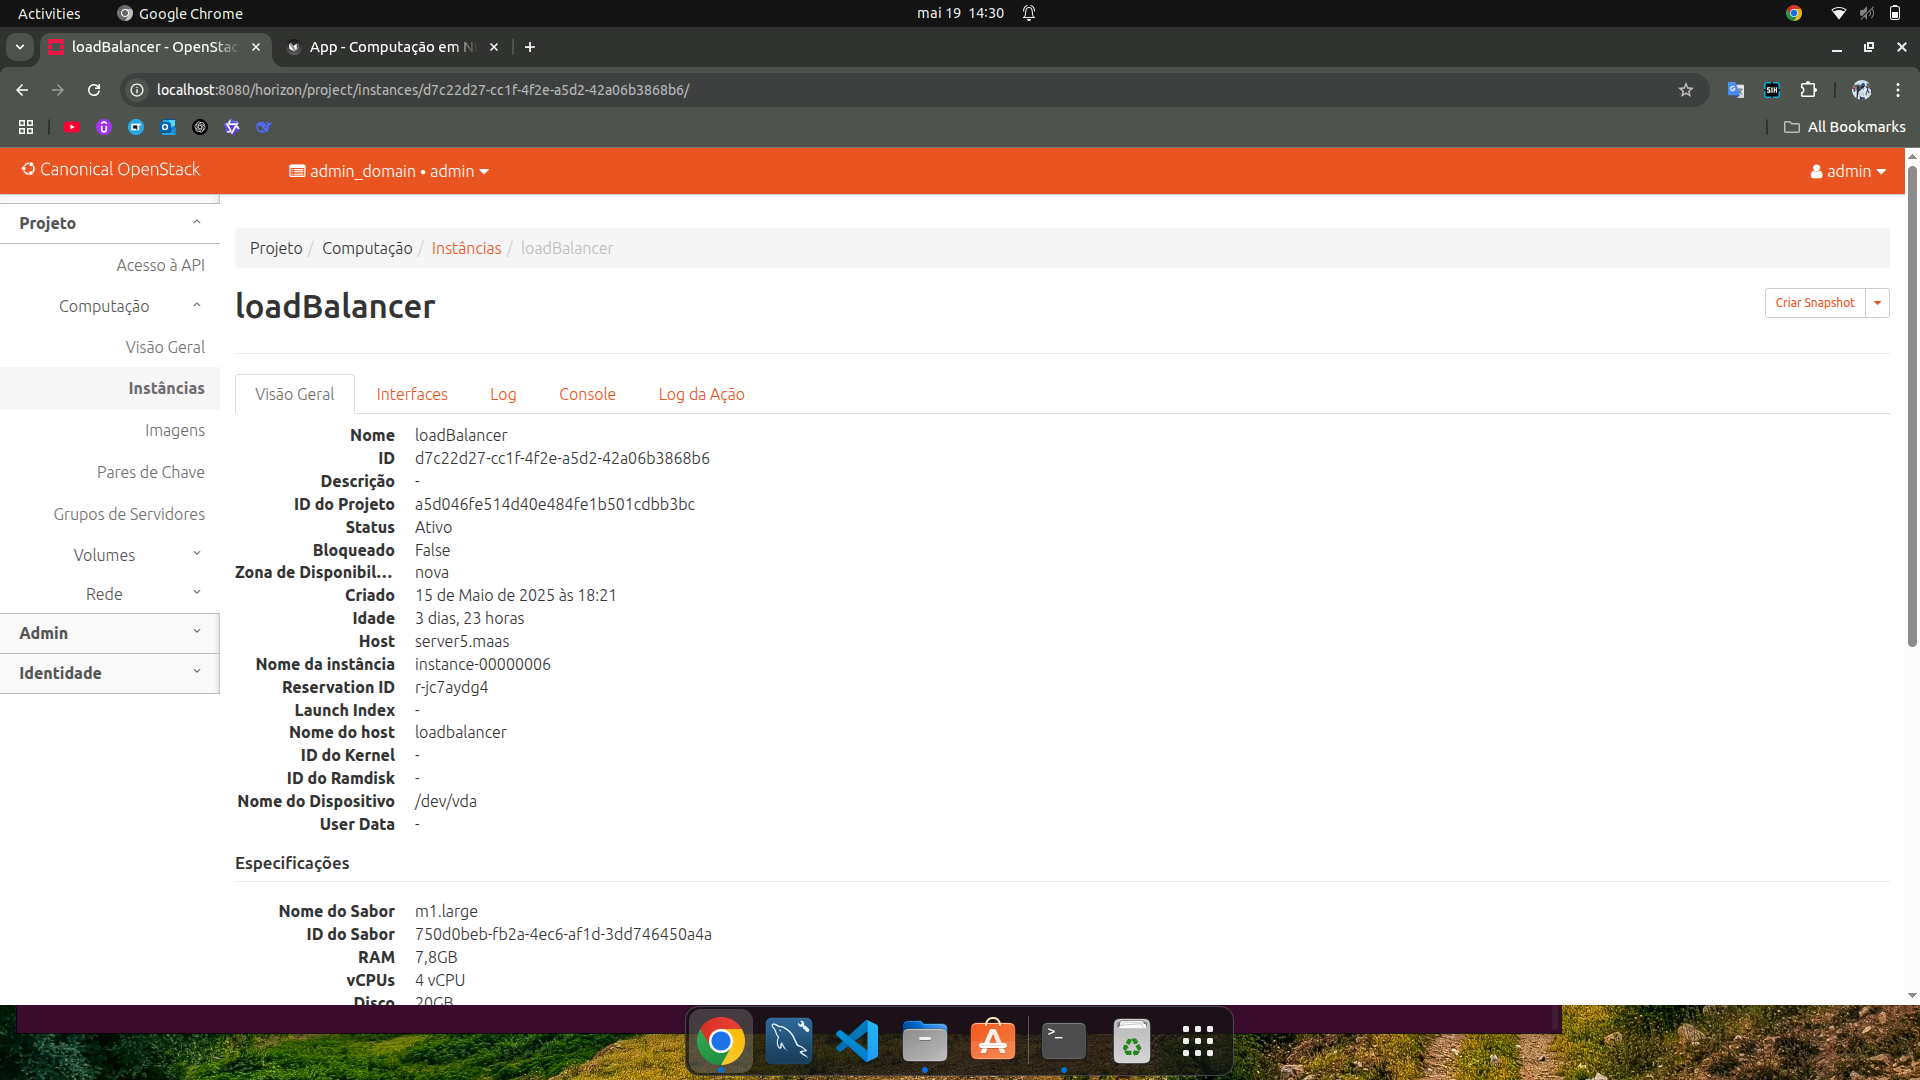 Activities
Google Chrome
mai 19 14:30
loadBalancer - OpenStac
App - Computação em N
localhost:8080/horizon/project/instances/d7c22d27-cc1f-4f2e-a5d2-42a06b3868b6/
SIH
All Bookmarks
Canonical OpenStack
admin_domain • admin
admin
Projeto
Acesso à API
Computação
Visão Geral
Instâncias
Imagens
Pares de Chave
Grupos de Servidores
Volumes
Rede
Admin
Identidade
Projeto / Computação / Instâncias / loadBalancer
loadBalancer
Criar Snapshot
Visão Geral
Interfaces
Log
Console
Log da Ação
Nome loadBalancer
ID d7c22d27-cc1f-4f2e-a5d2-42a06b3868b6
Descrição -
ID do Projeto a5d046fe514d40e484fe1b501cdbb3bc
Status Ativo
Bloqueado False
Zona de Disponibil... nova
Criado 15 de Maio de 2025 às 18:21
Idade 3 dias, 23 horas
Host server5.maas
Nome da instância instance-00000006
Reservation ID r-jc7aydg4
Launch Index -
Nome do host loadbalancer
ID do Kernel -
ID do Ramdisk -
Nome do Dispositivo /dev/vda
User Data -
Especificações
Nome do Sabor m1.large
ID do Sabor 750d0beb-fb2a-4ec6-af1d-3dd746450a4a
RAM 7,8GB
vCPUs 4 vCPU
Disco 20GB